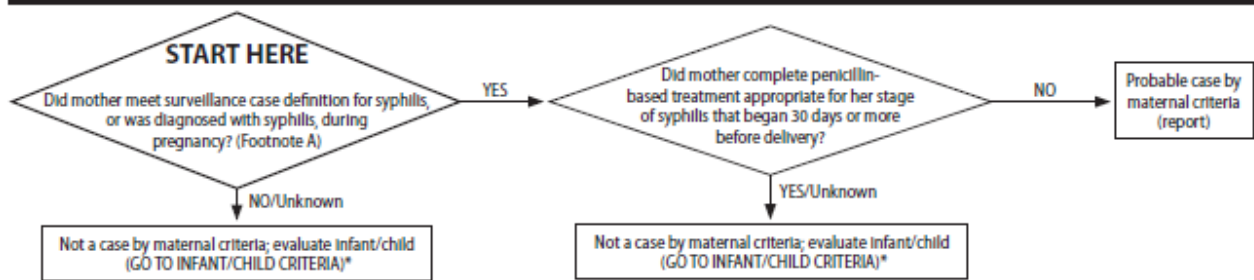 START HERE
Did mother meet surveillance case definition for syphilis,
or was diagnosed with syphilis, during
pregnancy? (Footnote A)
YES
Did mother complete penicillin-
based treatment appropriate for her stage
of syphilis that began 30 days or more
before delivery?
NO
Probable case by
maternal criteria
(report)
NO/Unknown
YES/Unknown
Not a case by maternal criteria; evaluate infant/child
(GO TO INFANT/CHILD CRITERIA)*
Not a case by maternal criteria; evaluate infant/child
(GO TO INFANT/CHILD CRITERIA)*